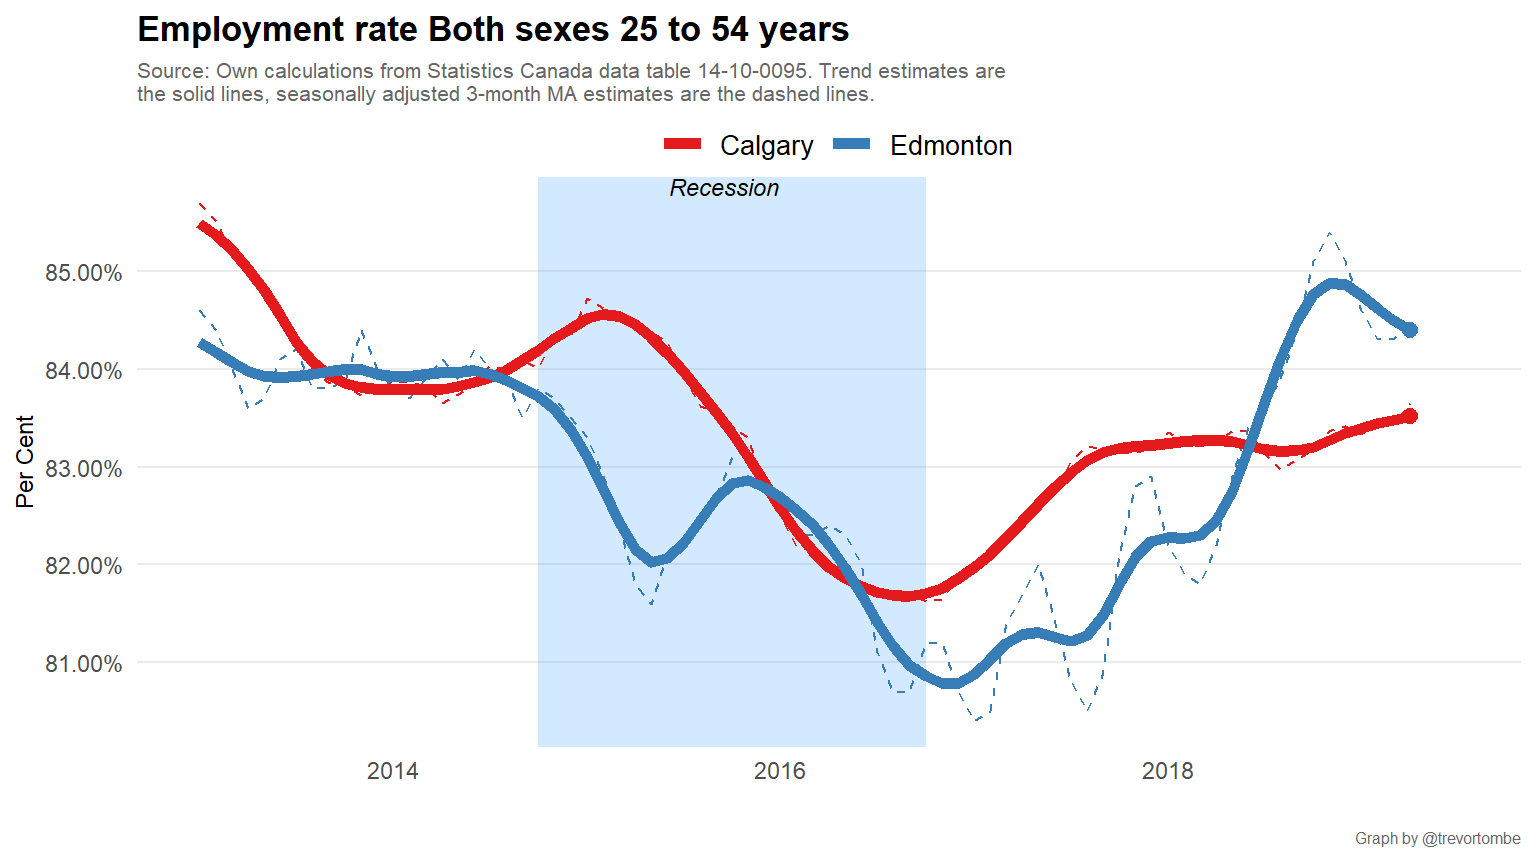 Employment rate Both sexes 25 to 54 years
Source: Own calculations from Statistics Canada data table 14-10-0095. Trend estimates are
the solid lines, seasonally adjusted 3-month MA estimates are the dashed lines.
Calgary Edmonton
Recession
85.00%
84.00%
83.00%
82.00%
81.00%
Per Cent
2014 2016 2018
Graph by @trevortombe